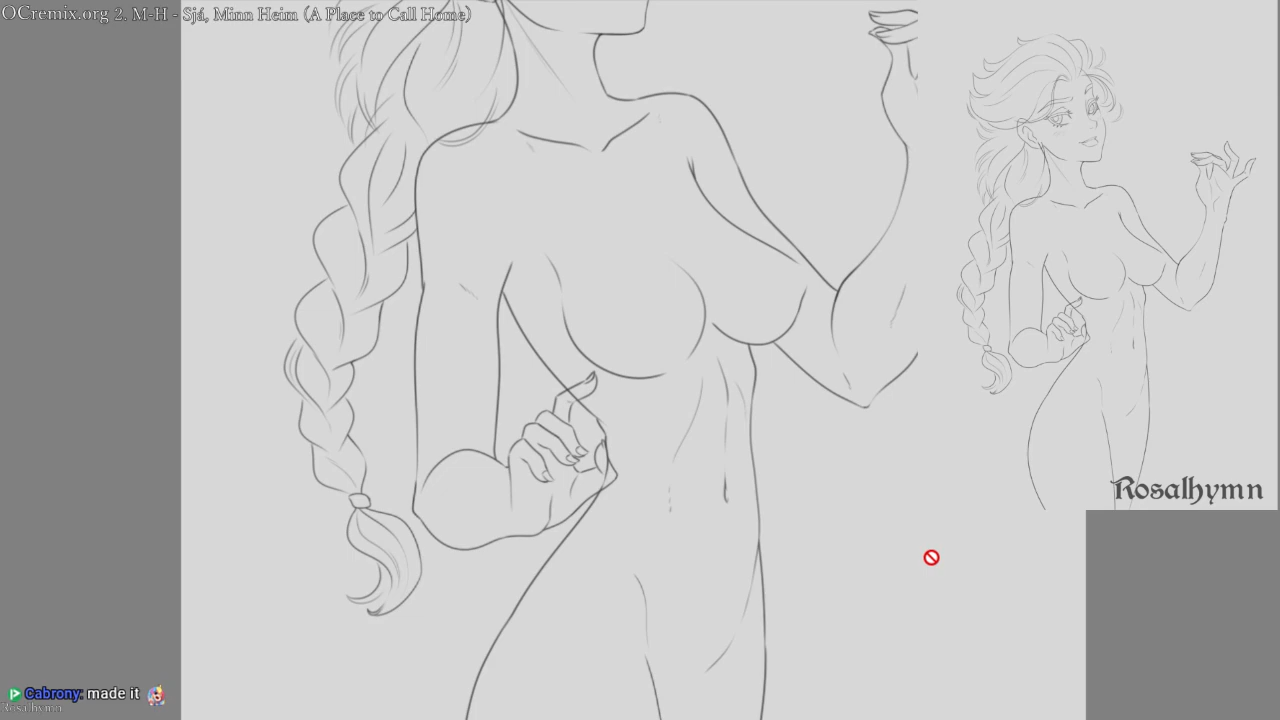 OCremix.org 2. M-H - Sjá, Minn Heim (A Place to Call Home)
Rosalhymn
Cabrony: made it
Rosalhymn